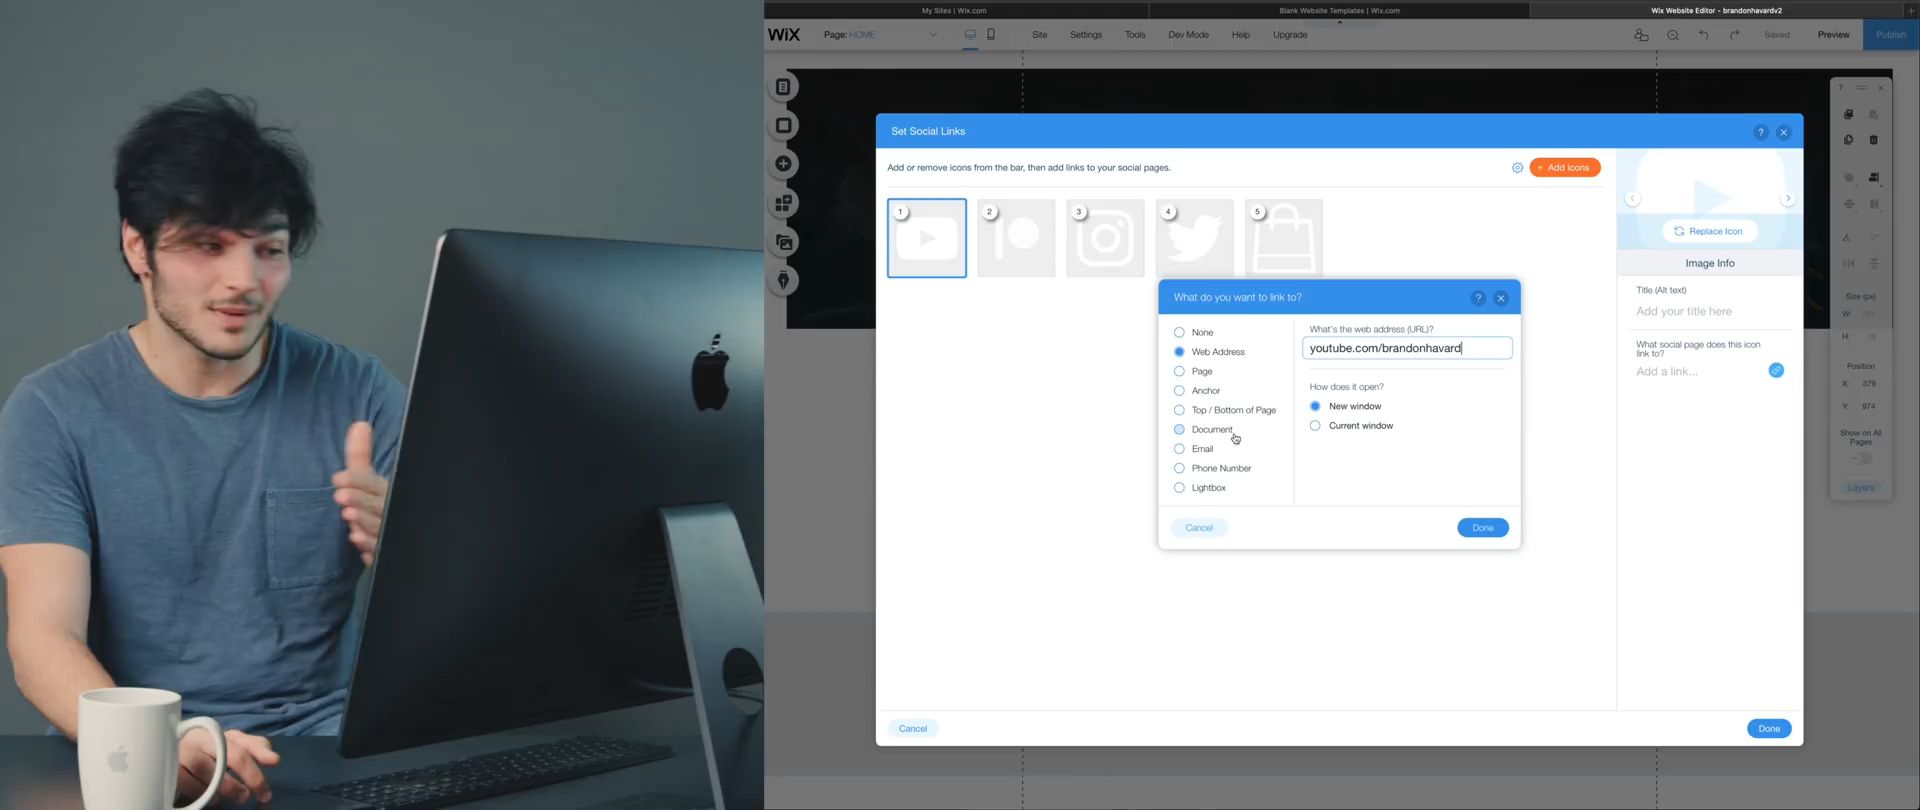 My Sites | Wix.com
Blank Website Templates | Wix.com
Wix Website Editor - brandonhavardv2
WiX
Page: HOME
Site
Settings
Tools
Dev Mode
Help
Upgrade
Saved
Preview
Publish
Set Social Links
?
Add or remove icons from the bar, then add links to your social pages.
+ Add Icons
1
2
3
4
5
Replace Icon
Image Info
Title (Alt text)
Add your title here
What social page does this icon
link to?
Add a link...
What do you want to link to?
?
None
Web Address
Page
Anchor
Top / Bottom of Page
Document
Email
Phone Number
Lightbox
What's the web address (URL)?
youtube.com/brandonhavard
How does it open?
New window
Current window
Cancel
Done
Cancel
Done
?
Size (px)
W:
H:
Position
X: 379
Y: 974
Show on All
Pages
Layers